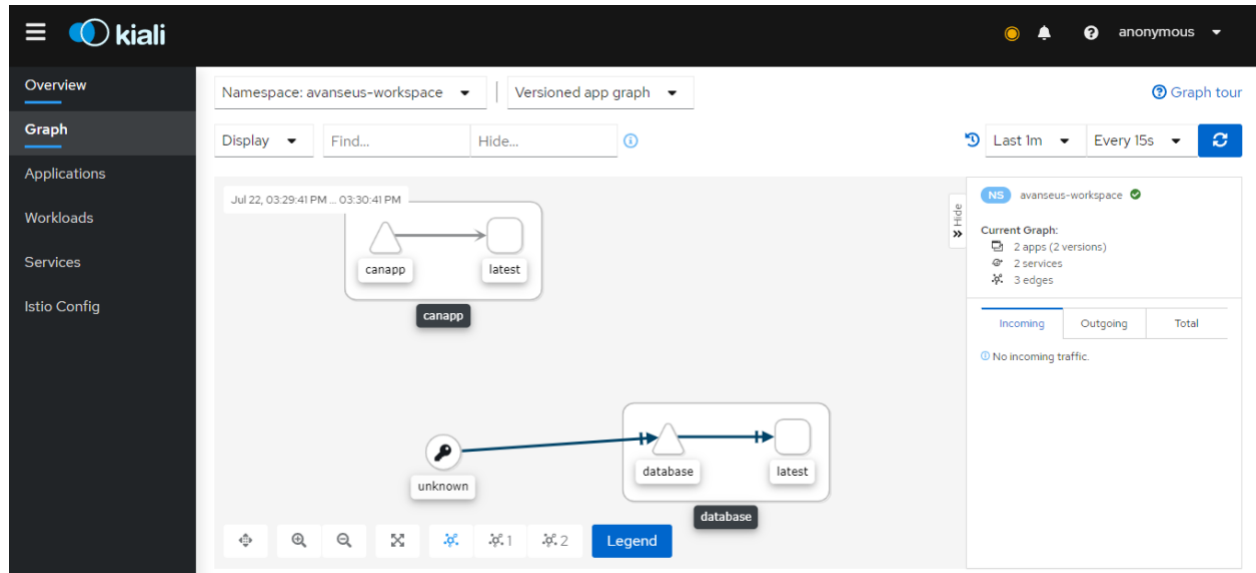 kiali
anonymous
Overview
Graph
Applications
Workloads
Services
Istio Config
Namespace: avanseus-workspace
Versioned app graph
Graph tour
Display
Find...
Hide...
Last 1m
Every 15s
Jul 22, 03:29:41 PM ... 03:30:41 PM
canapp
latest
canapp
unknown
database
latest
database
1
2
Legend
Hide
NS avanseus-workspace
Current Graph:
2 apps (2 versions)
2 services
3 edges
Incoming Outgoing Total
No incoming traffic.